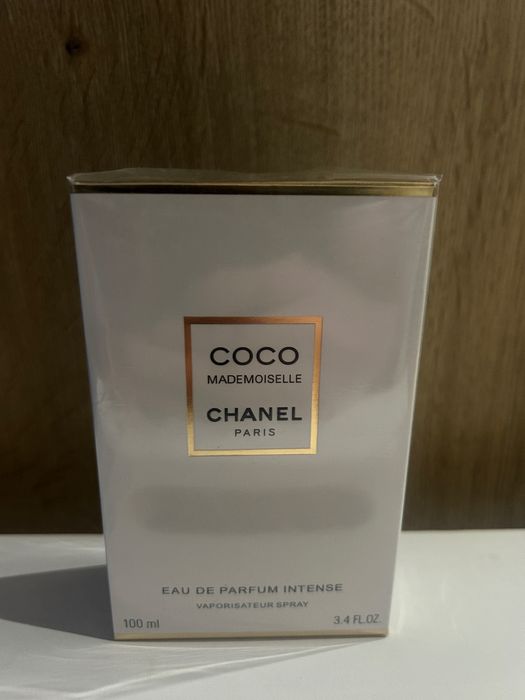 COCO
MADEMOISELLE
CHANEL
PARIS
EAU DE PARFUM INTENSE
VAPORISATEUR SPRAY
100 ml 3.4 FL.OZ.